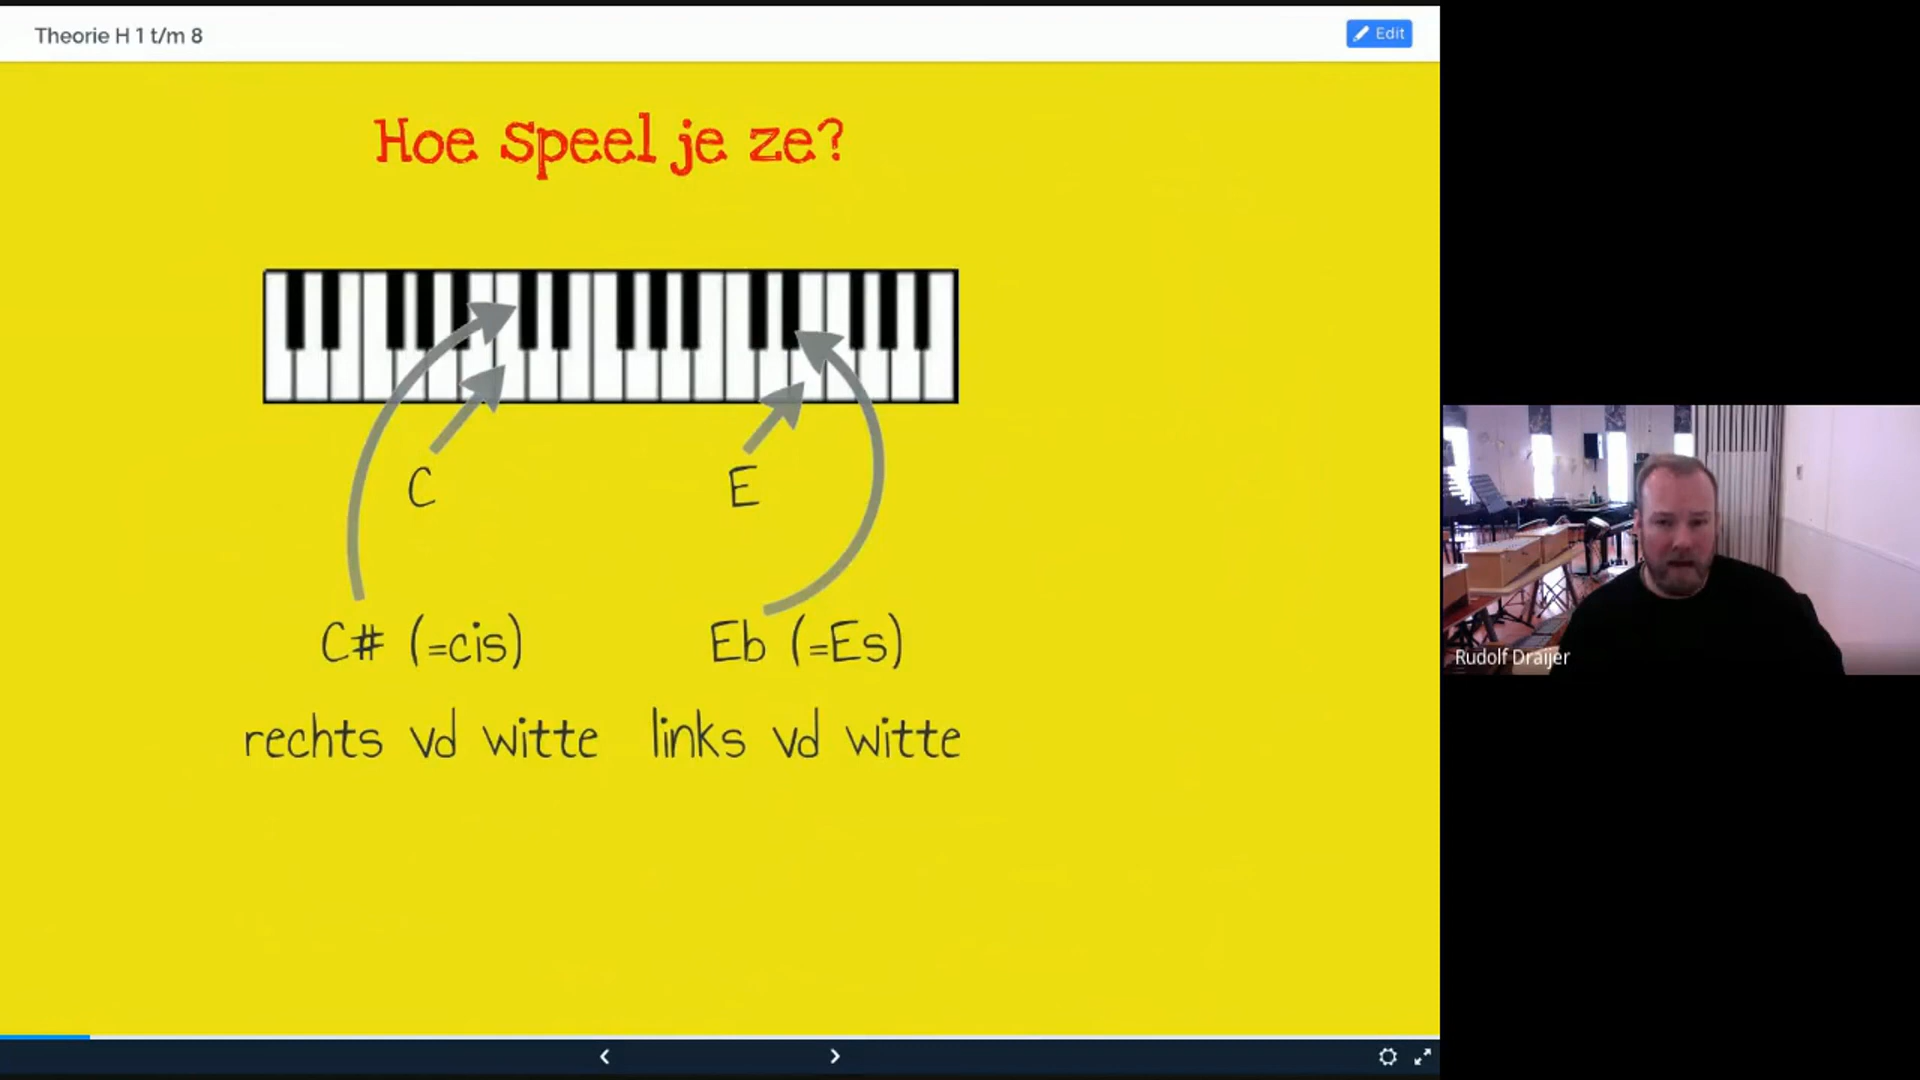 Theorie H 1 t/m 8
Edit
Hoe speel je ze?
C
E
C# (=cis)
Eb (=Es)
rechts vd witte
links vd witte
Rudolf Draijer